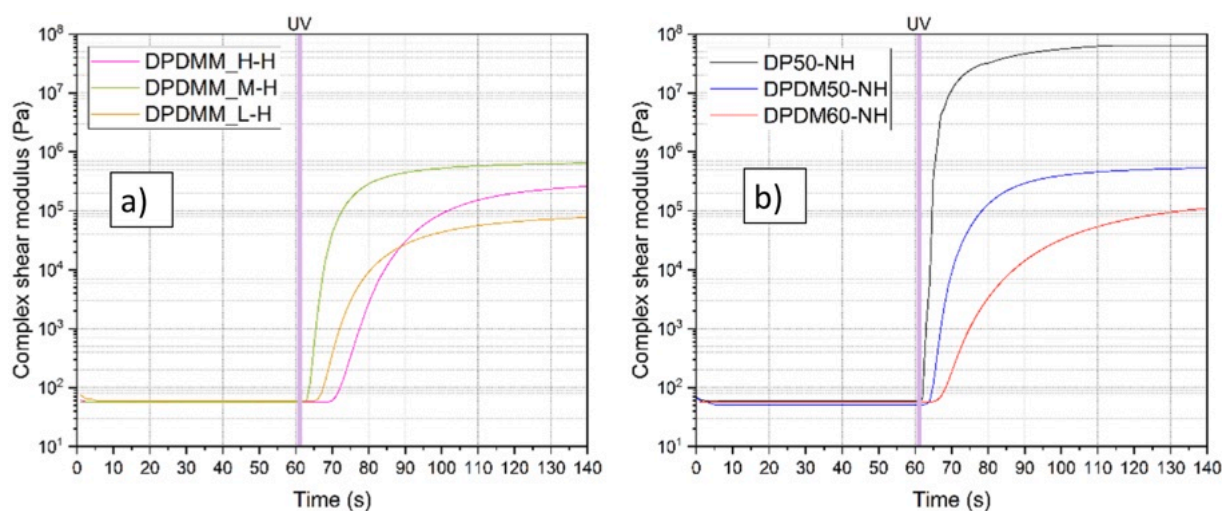 UV
DPDMM_H-H
DPDMM_M-H
DPDMM_L-H
a)
Complex shear modulus (Pa)
10^8
10^7
10^6
10^5
10^4
10^3
10^2
10^1
0 10 20 30 40 50 60 70 80 90 100 110 120 130 140
Time (s)
UV
DP50-NH
DPDM50-NH
DPDM60-NH
b)
Complex shear modulus (Pa)
10^8
10^7
10^6
10^5
10^4
10^3
10^2
10^1
0 10 20 30 40 50 60 70 80 90 100 110 120 130 140
Time (s)